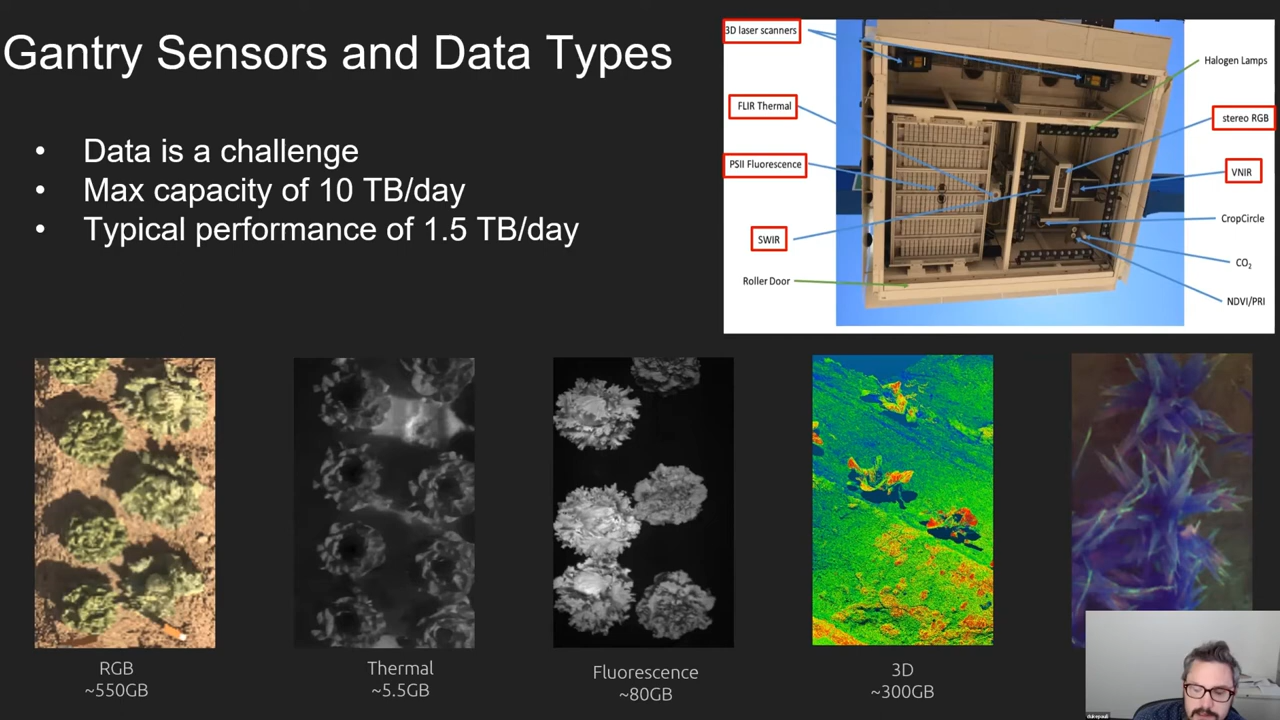 Gantry Sensors and Data Types
• Data is a challenge
• Max capacity of 10 TB/day
• Typical performance of 1.5 TB/day
3D laser scanners
FLIR Thermal
PSII Fluorescence
SWIR
Roller Door
Halogen Lamps
stereo RGB
VNIR
CropCircle
CO₂
NDVI/PRI
RGB
~550GB
Thermal
~5.5GB
Fluorescence
~80GB
3D
~300GB